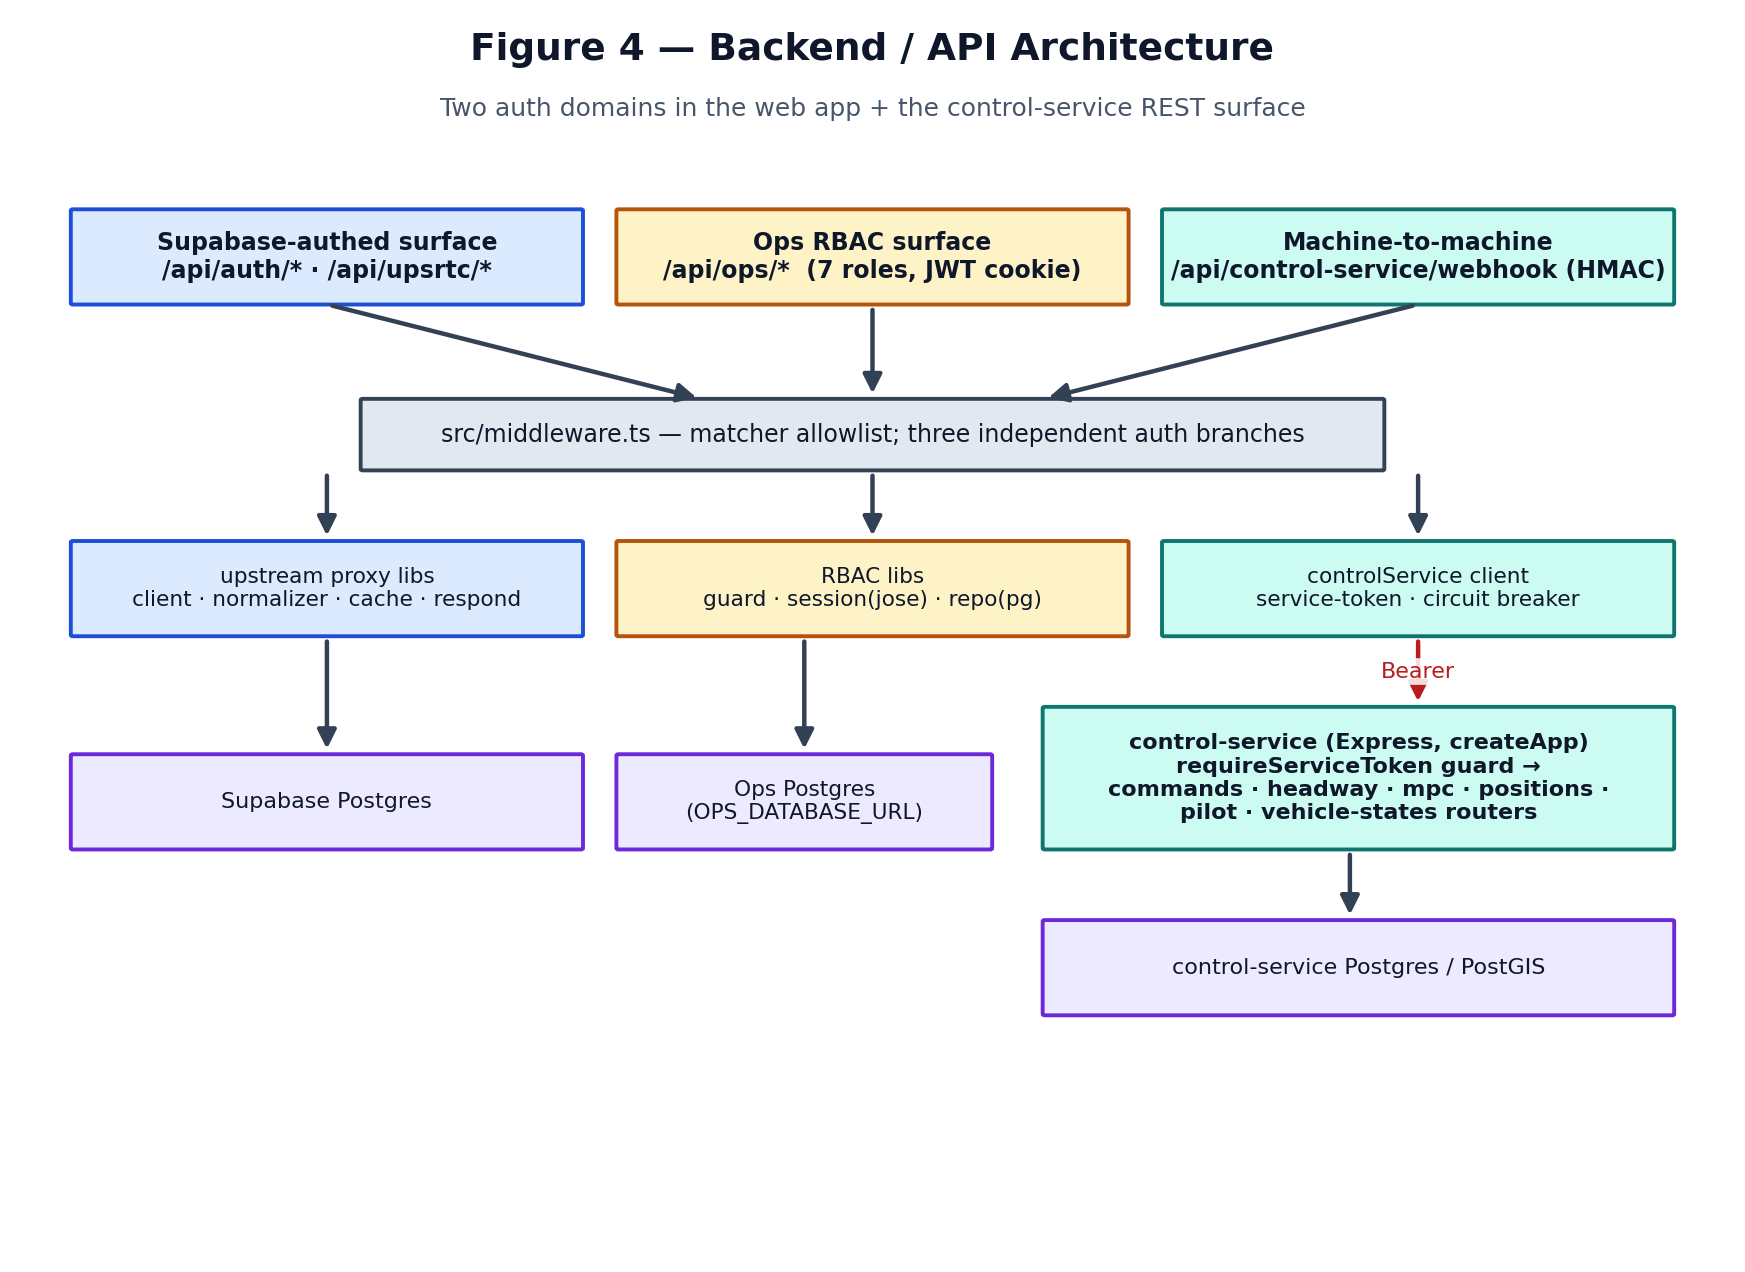 Figure 4 — Backend / API Architecture
Two auth domains in the web app + the control-service REST surface
Supabase-authed surface
/api/auth/* · /api/upsrtc/*
Ops RBAC surface
/api/ops/*  (7 roles, JWT cookie)
Machine-to-machine
/api/control-service/webhook (HMAC)
src/middleware.ts — matcher allowlist; three independent auth branches
upstream proxy libs
client · normalizer · cache · respond
RBAC libs
guard · session(jose) · repo(pg)
controlService client
service-token · circuit breaker
Bearer
Supabase Postgres
Ops Postgres
(OPS_DATABASE_URL)
control-service (Express, createApp)
requireServiceToken guard →
commands · headway · mpc · positions ·
pilot · vehicle-states routers
control-service Postgres / PostGIS